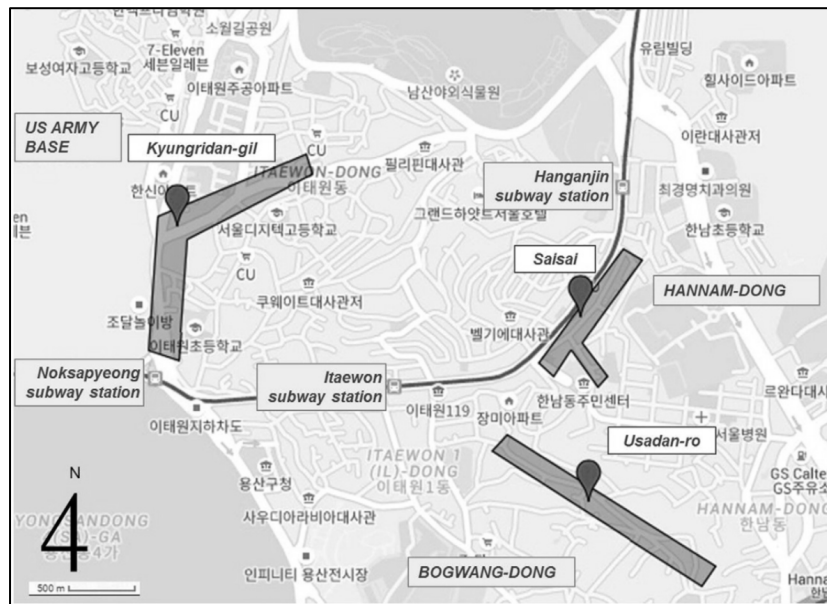 소월길공원
7-Eleven
세븐일레븐
유림빌딩
보성여자고등학교
이태원주공아파트
힐사이드아파트
남산야외식물원
CU
US ARMY
BASE
Kyungridan-gil
CU
이란대사관저
ITAEWON-DONG
이태원동
필리핀대사관
Hanganjin
subway station
최경명치과의원
그랜드하얏트서울호텔
서울디지텍고등학교
한남초등학교
Saisai
CU
쿠웨이트대사관저
HANNAM-DONG
조달놀이방
벨기에대사관
이태원초등학교
Noksapyeong
subway station
Itaewon
subway station
한남동주민센터
르완다대사
이태원119
장미아파트
이태원지하차도
Usadan-ro
서울병원
ITAEWON 1
(IL)-DONG
이태원1동
용산구청
GS Calte
GS주유소
N
4
사우디아라비아대사관
HANNAM-DONG
한남동
500 m
인피니티 용산전시장
BOGWANG-DONG
Hanna